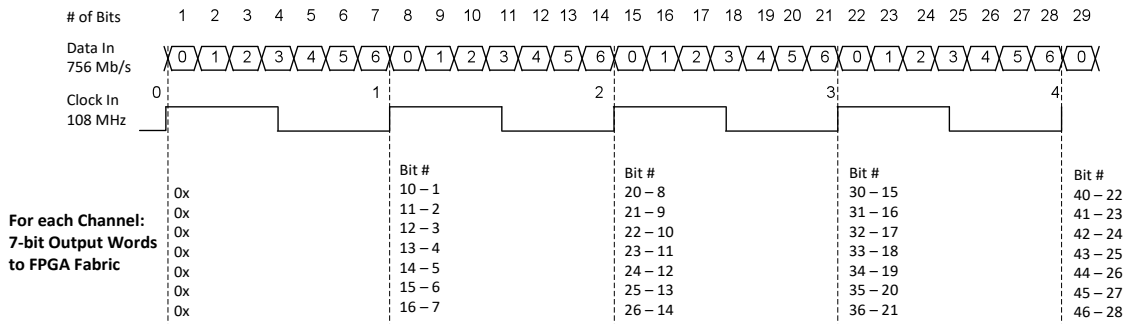 # of Bits 1 2 3 4 5 6 7 8 9 10 11 12 13 14 15 16 17 18 19 20 21 22 23 24 25 26 27 28 29
Data In
756 Mb/s
0 1 2 3 4 5 6 0 1 2 3 4 5 6 0 1 2 3 4 5 6 0 1 2 3 4 5 6 0
Clock In
108 MHz
0 1 2 3 4
For each Channel:
7-bit Output Words
to FPGA Fabric
0x
0x
0x
0x
0x
0x
0x
Bit #
10 – 1
11 – 2
12 – 3
13 – 4
14 – 5
15 – 6
16 – 7
Bit #
20 – 8
21 – 9
22 – 10
23 – 11
24 – 12
25 – 13
26 – 14
Bit #
30 – 15
31 – 16
32 – 17
33 – 18
34 – 19
35 – 20
36 – 21
Bit #
40 – 22
41 – 23
42 – 24
43 – 25
44 – 26
45 – 27
46 – 28